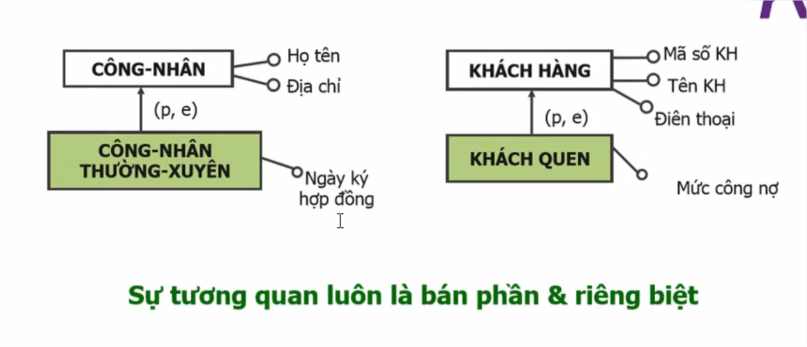 CÔNG-NHÂN
Họ tên
Địa chỉ
(p, e)
CÔNG-NHÂN
THƯỜNG-XUYÊN
Ngày ký
hợp đồng
KHÁCH HÀNG
Mã số KH
Tên KH
Điên thoại
(p, e)
KHÁCH QUEN
Mức công nợ
Sự tương quan luôn là bán phần & riêng biệt